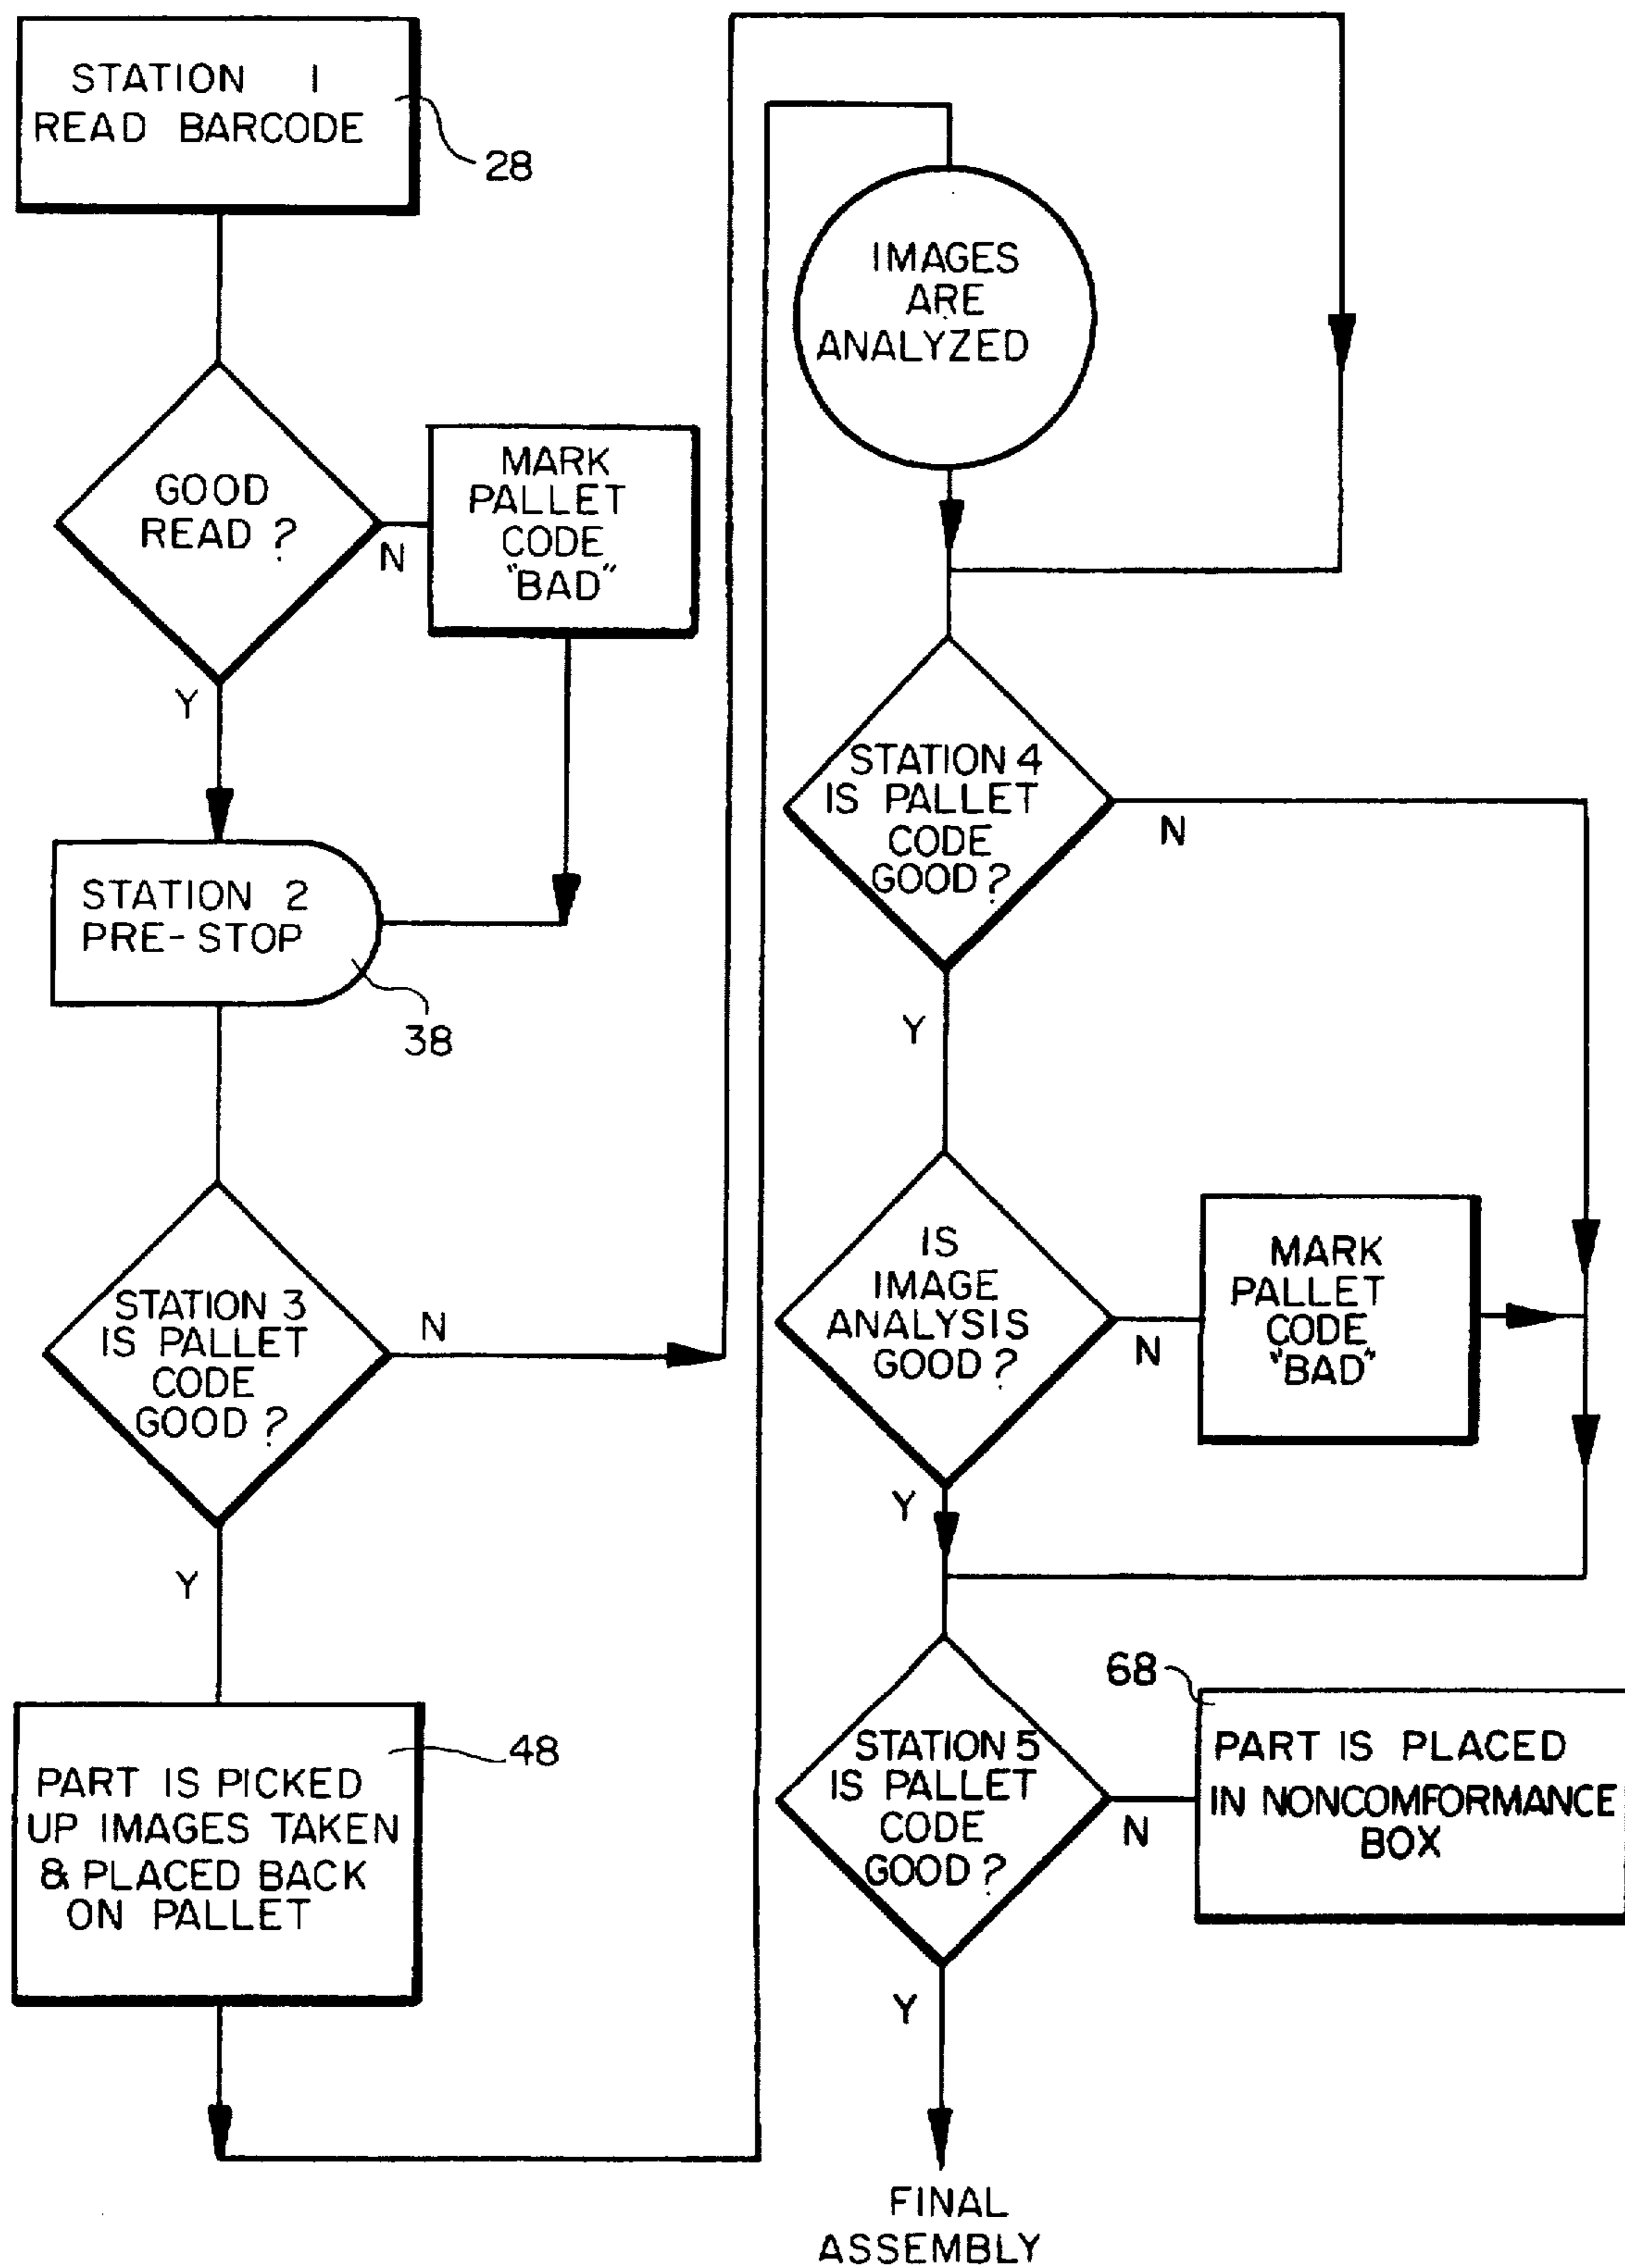 STATION 1
READ BARCODE
28
GOOD
READ ?
N
MARK
PALLET
CODE
"BAD"
Y
STATION 2
PRE-STOP
38
STATION 3
IS PALLET
CODE
GOOD ?
N
Y
PART IS PICKED
UP IMAGES TAKEN
& PLACED BACK
ON PALLET
48
IMAGES
ARE
ANALYZED
STATION 4
IS PALLET
CODE
GOOD ?
N
Y
IS
IMAGE
ANALYSIS
GOOD ?
N
MARK
PALLET
CODE
"BAD"
Y
STATION 5
IS PALLET
CODE
GOOD ?
N
68
PART IS PLACED
IN NONCOMFORMANCE
BOX
Y
FINAL
ASSEMBLY